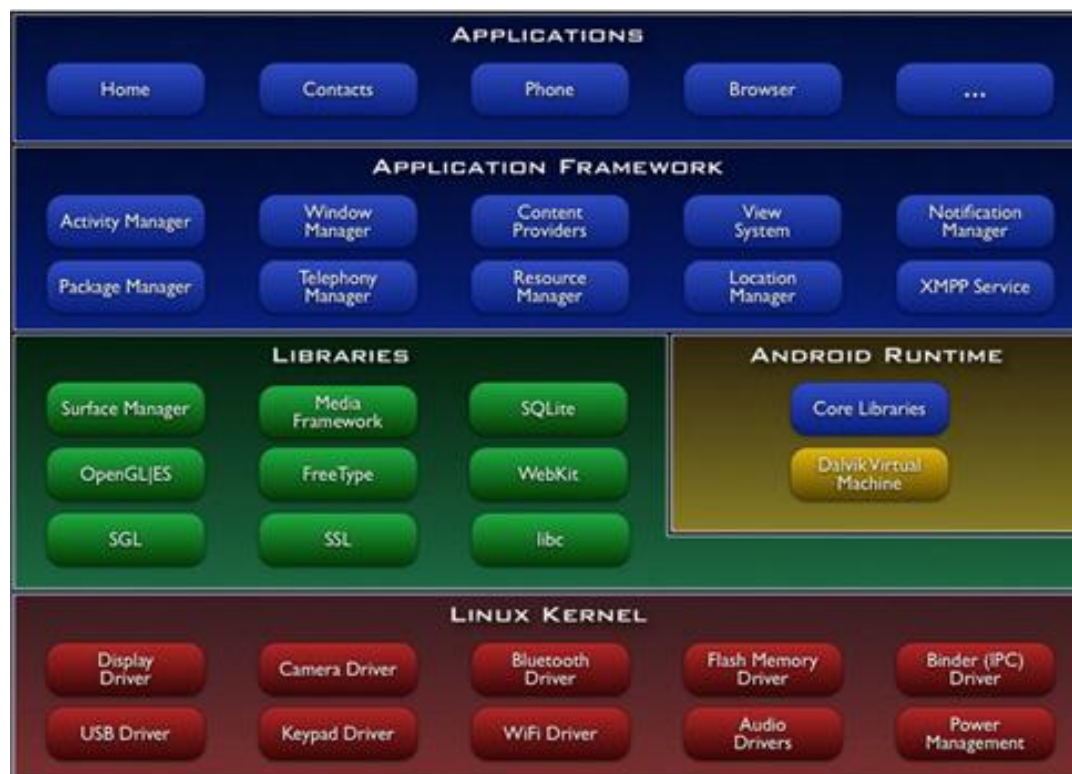 APPLICATIONS
Home
Contacts
Phone
Browser
...
APPLICATION FRAMEWORK
Activity Manager
Window
Manager
Content
Providers
View
System
Notification
Manager
Package Manager
Telephony
Manager
Resource
Manager
Location
Manager
XMPP Service
LIBRARIES
Surface Manager
Media
Framework
SQLite
OpenGL|ES
FreeType
WebKit
SGL
SSL
libc
ANDROID RUNTIME
Core Libraries
Dalvik Virtual
Machine
LINUX KERNEL
Display
Driver
Camera Driver
Bluetooth
Driver
Flash Memory
Driver
Binder (IPC)
Driver
USB Driver
Keypad Driver
WiFi Driver
Audio
Drivers
Power
Management